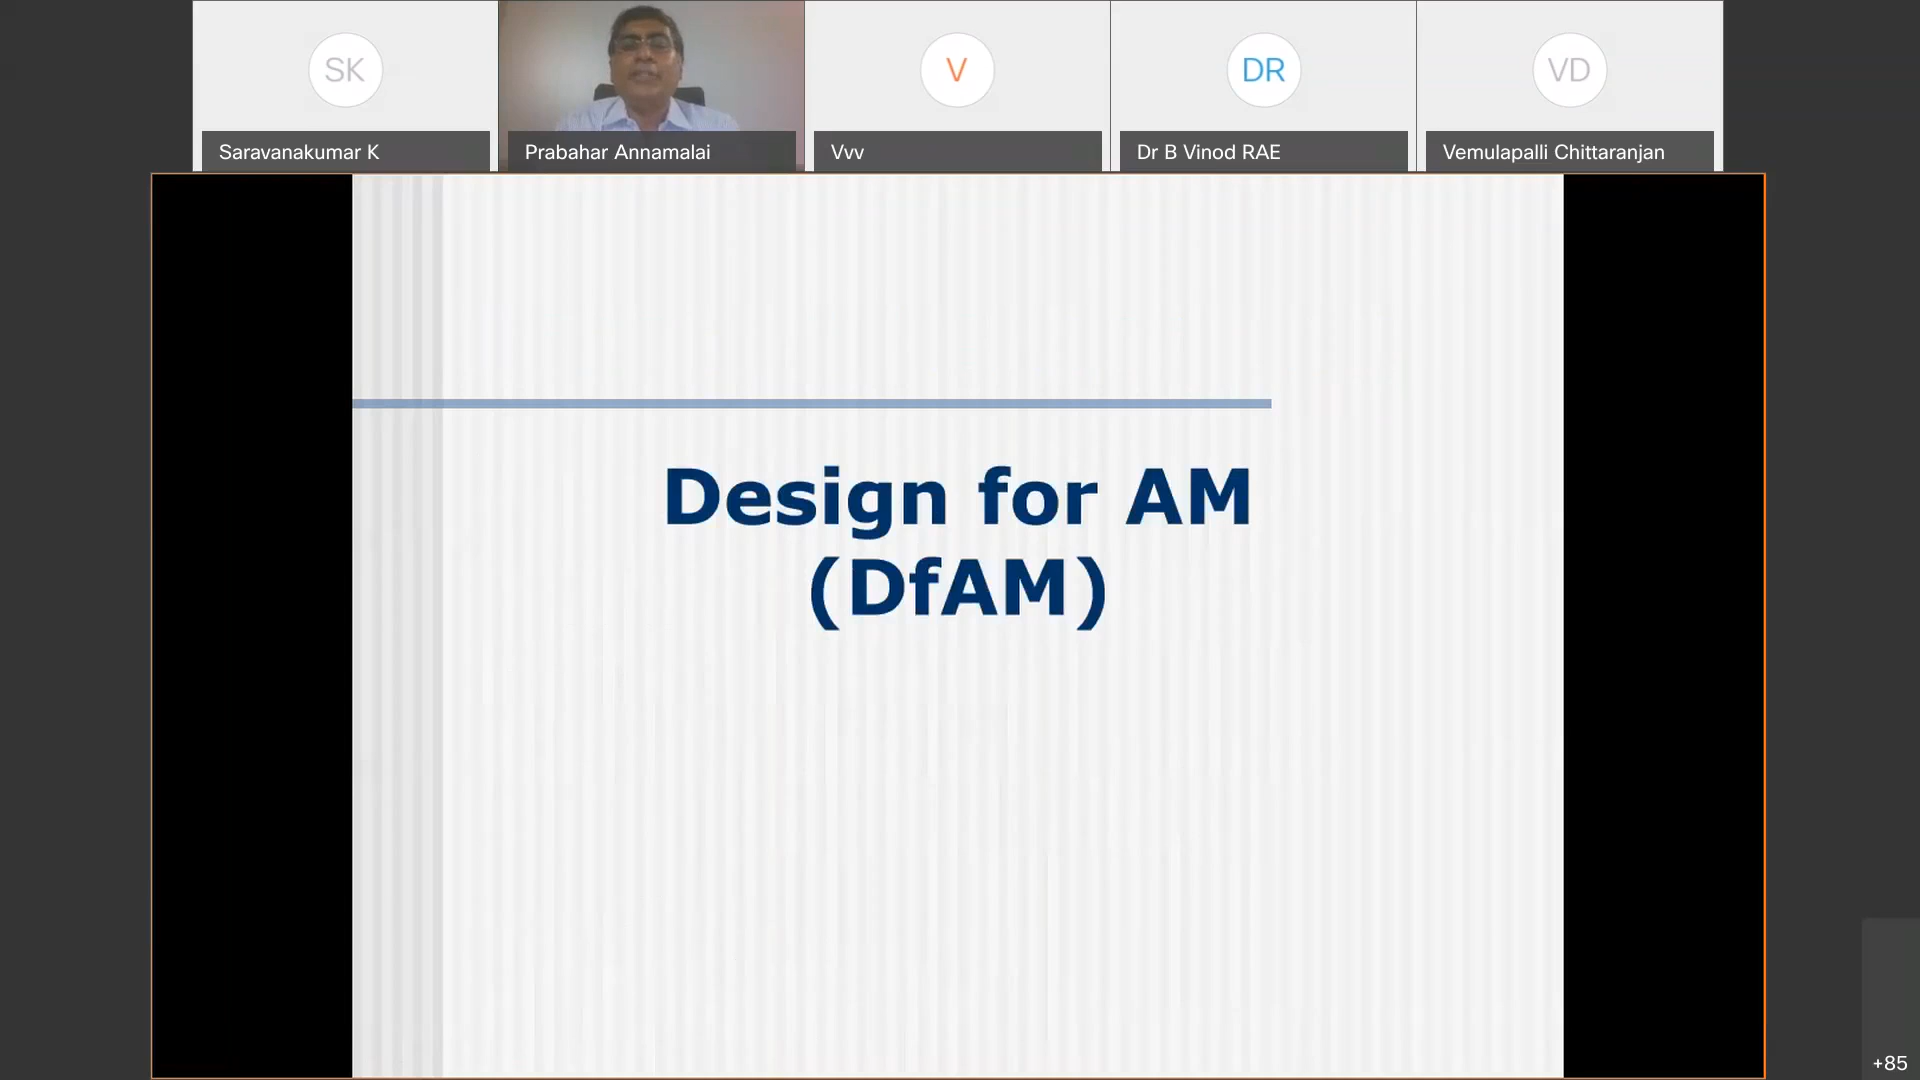 SK
V
DR
VD
Saravanakumar K
Prabahar Annamalai
Vvv
Dr B Vinod RAE
Vemulapalli Chittaranjan
Design for AM
(DfAM)
+85